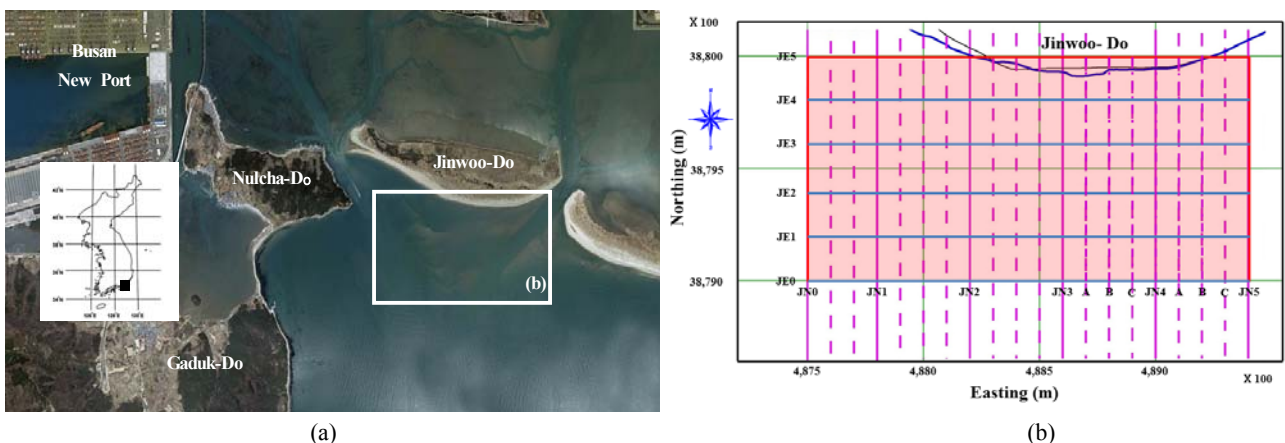 Busan
New Port
Nulcha-Do
Jinwoo-Do
Gaduk-Do
(b)
(a)
X 100
Jinwoo- Do
38,800
38,795
38,790
Northing (m)
JE5
JE4
JE3
JE2
JE1
JE0
JN0 JN1 JN2 JN3 A B C JN4 A B C JN5
4,875 4,880 4,885 4,890
X 100
Easting (m)
(b)